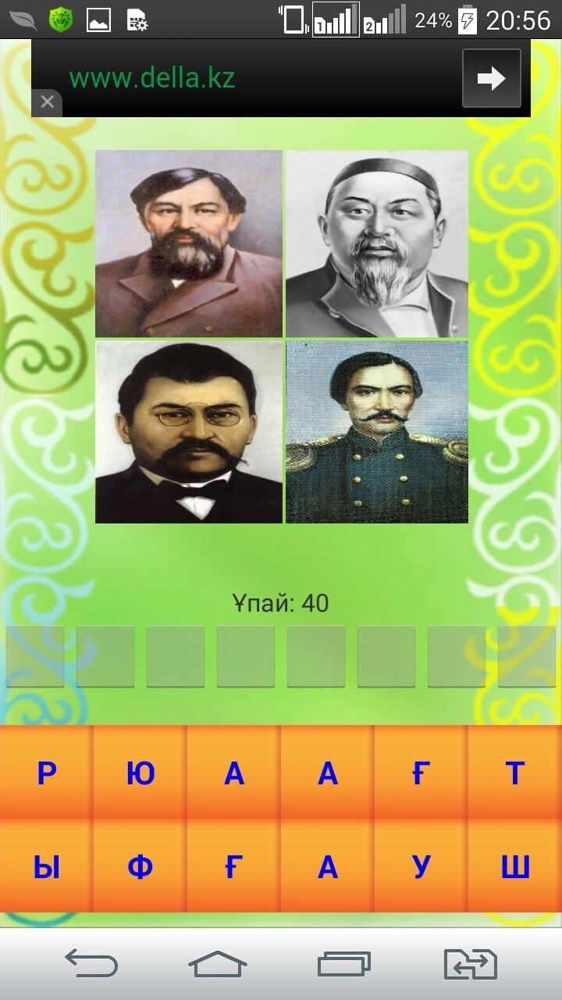 24% 20:56
www.della.kz
Ұпай: 40
Р Ю А А Ғ Т
Ы Ф Ғ А У Ш